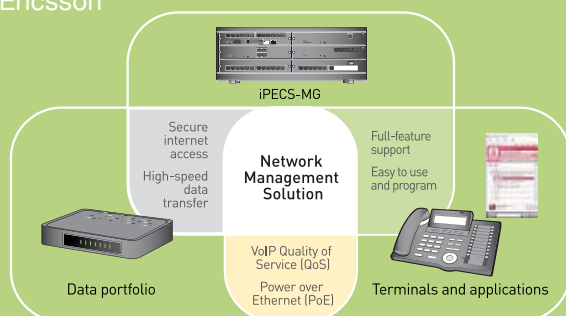 Ericsson
iPECS-MG
Secure
internet
access
High-speed
data
transfer
Network
Management
Solution
Full-feature
support
Easy to use
and program
VoIP Quality of
Service (QoS)
Power over
Ethernet (PoE)
Data portfolio
Terminals and applications